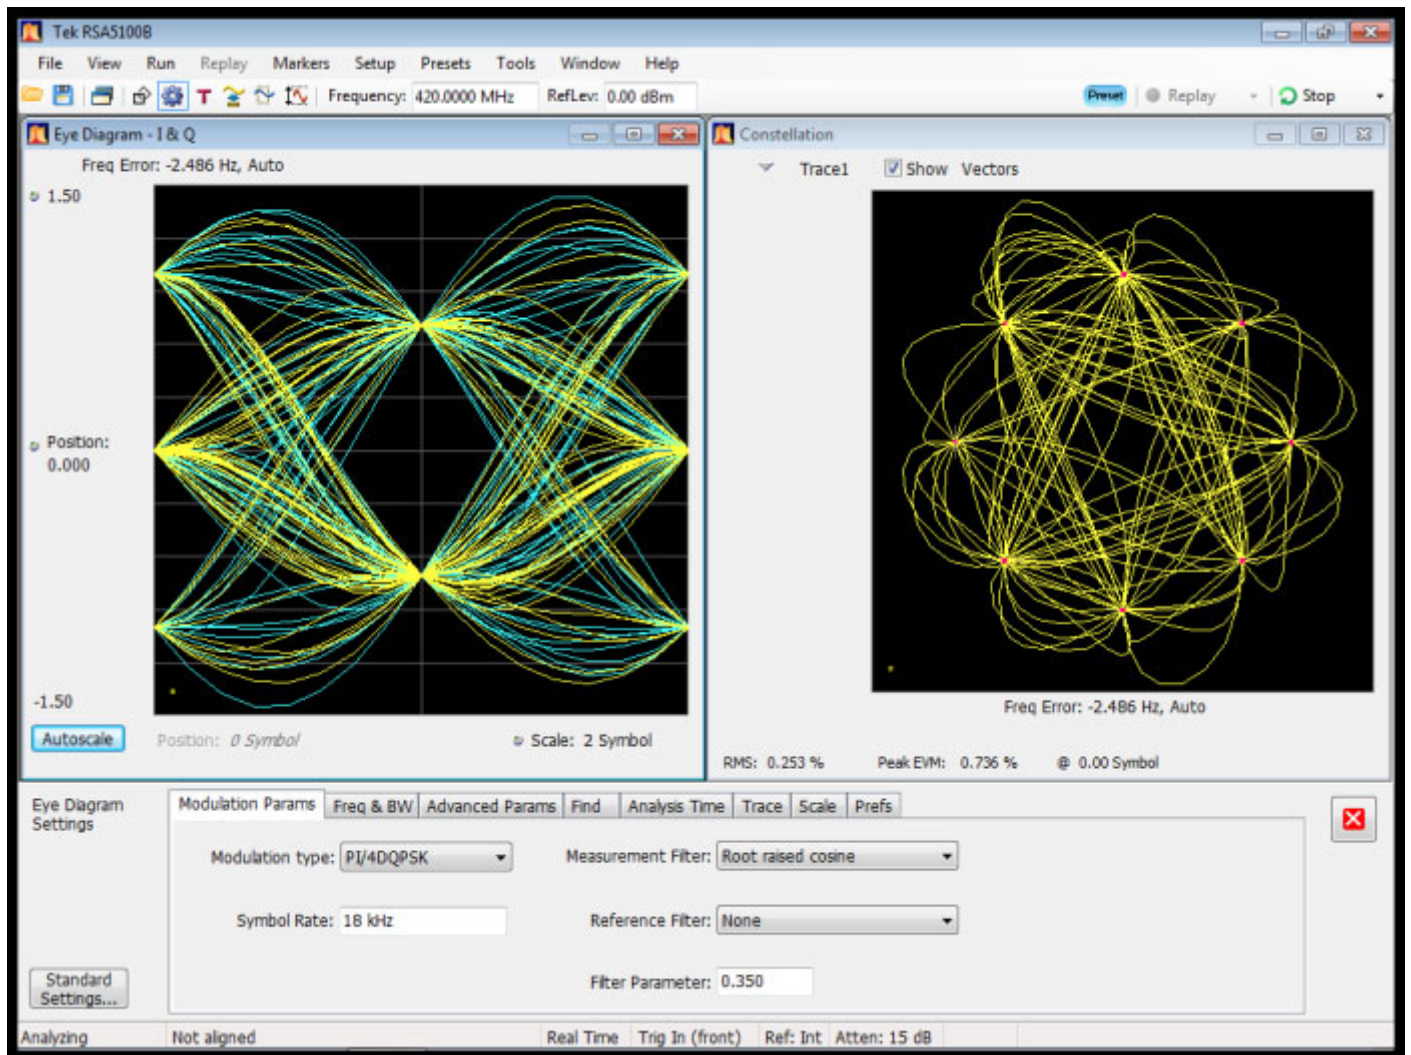 Tek RSA5100B
File View Run Replay Markers Setup Presets Tools Window Help
Frequency: 420.0000 MHz RefLev: 0.00 dBm Preset Replay Stop
Eye Diagram - I & Q
Freq Error: -2.486 Hz, Auto
1.50
Position:
0.000
-1.50
Autoscale Position: 0 Symbol Scale: 2 Symbol
Constellation
Trace1 Show Vectors
Freq Error: -2.486 Hz, Auto
RMS: 0.253 % Peak EVM: 0.736 % @ 0.00 Symbol
Eye Diagram
Settings
Modulation Params Freq & BW Advanced Params Find Analysis Time Trace Scale Prefs
Modulation type: PI/4DQPSK Measurement Filter: Root raised cosine
Symbol Rate: 18 kHz Reference Filter: None
Filter Parameter: 0.350
Standard
Settings...
Analyzing Not aligned Real Time Trig In (front) Ref: Int Atten: 15 dB